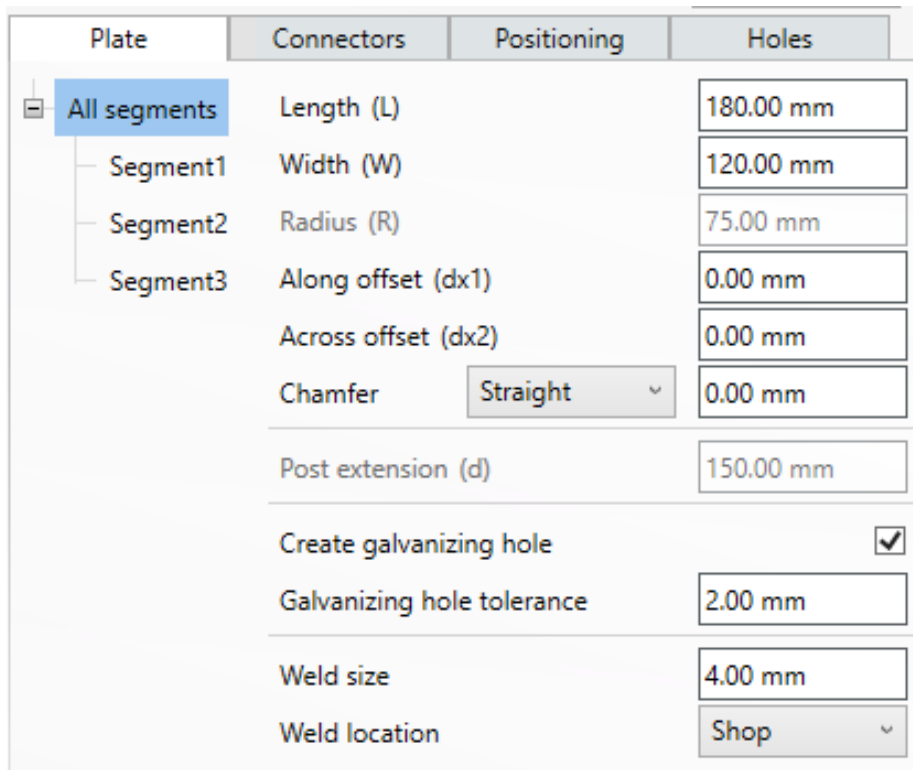 Plate Connectors Positioning Holes
All segments Length (L) 180.00 mm
Segment1 Width (W) 120.00 mm
Segment2 Radius (R) 75.00 mm
Segment3 Along offset (dx1) 0.00 mm
Across offset (dx2) 0.00 mm
Chamfer Straight 0.00 mm
Post extension (d) 150.00 mm
Create galvanizing hole
Galvanizing hole tolerance 2.00 mm
Weld size 4.00 mm
Weld location Shop